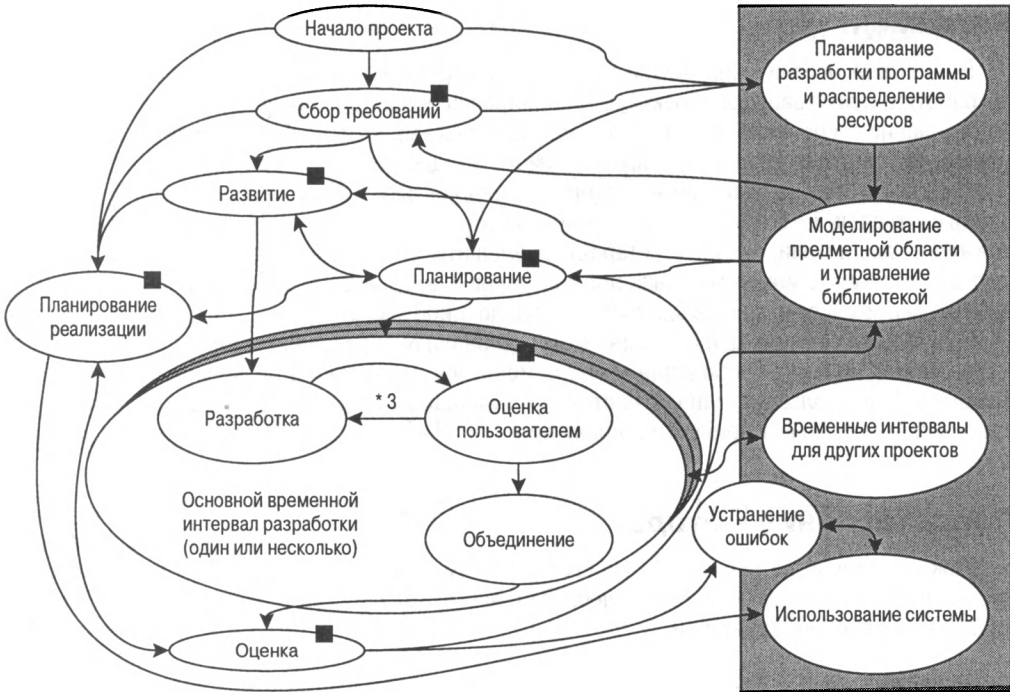 Начало проекта
Сбор требований
Развитие
Планирование
Планирование
реализации
Разработка
* 3
Оценка
пользователем
Основной временной
интервал разработки
(один или несколько)
Объединение
Оценка
Планирование
разработки программы
и распределение
ресурсов
Моделирование
предметной области
и управление
библиотекой
Временные интервалы
для других проектов
Устранение
ошибок
Использование системы